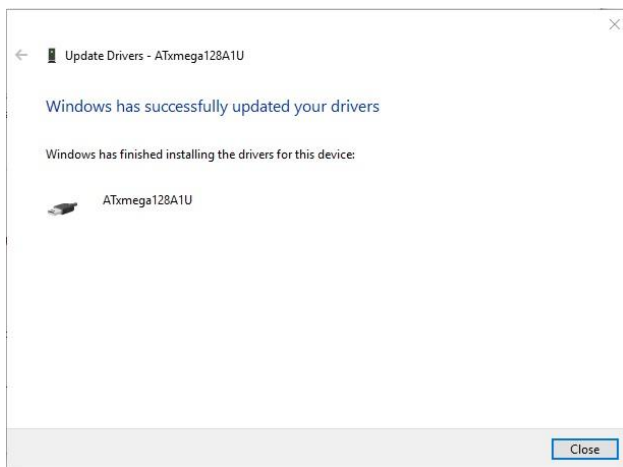 Update Drivers - ATxmega128A1U
Windows has successfully updated your drivers
Windows has finished installing the drivers for this device:
ATxmega128A1U
Close